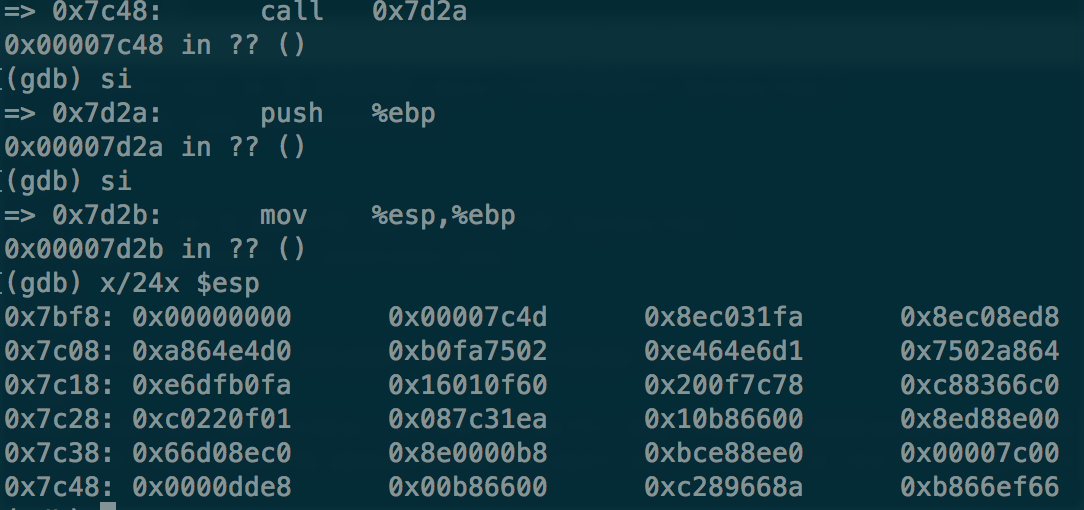 => 0x7c48:      call   0x7d2a
0x00007c48 in ?? ()
(gdb) si
=> 0x7d2a:      push   %ebp
0x00007d2a in ?? ()
(gdb) si
=> 0x7d2b:      mov    %esp,%ebp
0x00007d2b in ?? ()
(gdb) x/24x $esp
0x7bf8: 0x00000000      0x00007c4d      0x8ec031fa      0x8ec08ed8
0x7c08: 0xa864e4d0      0xb0fa7502      0xe464e6d1      0x7502a864
0x7c18: 0xe6dfb0fa      0x16010f60      0x200f7c78      0xc88366c0
0x7c28: 0xc0220f01      0x087c31ea      0x10b86600      0x8ed88e00
0x7c38: 0x66d08ec0      0x8e0000b8      0xbce88ee0      0x00007c00
0x7c48: 0x0000dde8      0x00b86600      0xc289668a      0xb866ef66